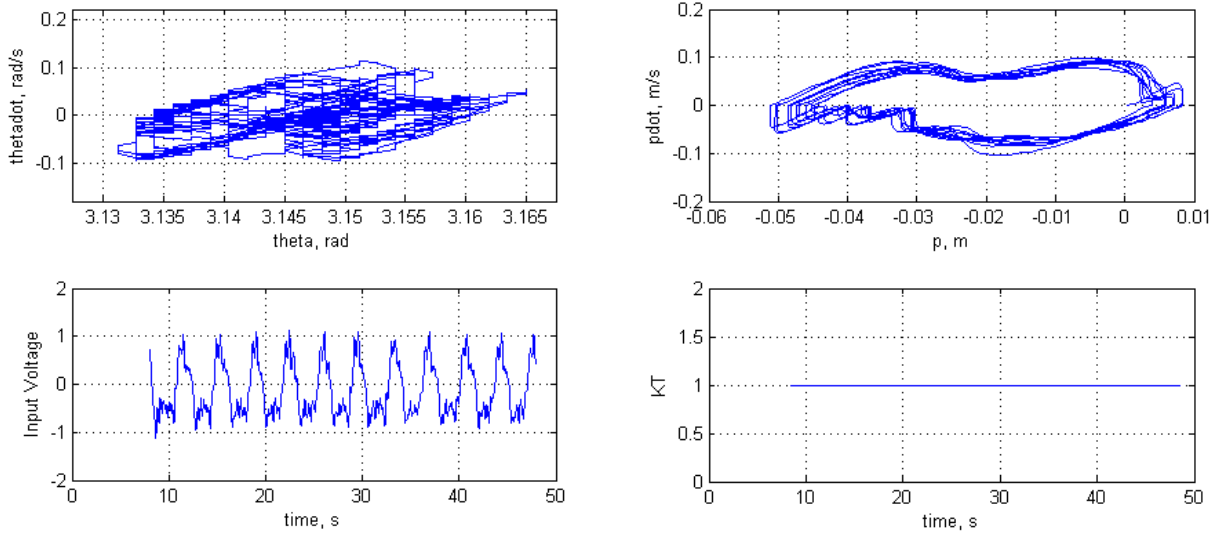 0.2
0.1
0
-0.1
thetadot, rad/s
3.13 3.135 3.14 3.145 3.15 3.155 3.16 3.165
theta, rad
0.2
0.1
0
-0.1
-0.2
pdot, m/s
-0.06 -0.05 -0.04 -0.03 -0.02 -0.01 0 0.01
p, m
2
1
0
-1
-2
Input Voltage
0 10 20 30 40 50
time, s
2
1.5
1
0.5
0
KT
0 10 20 30 40 50
time, s